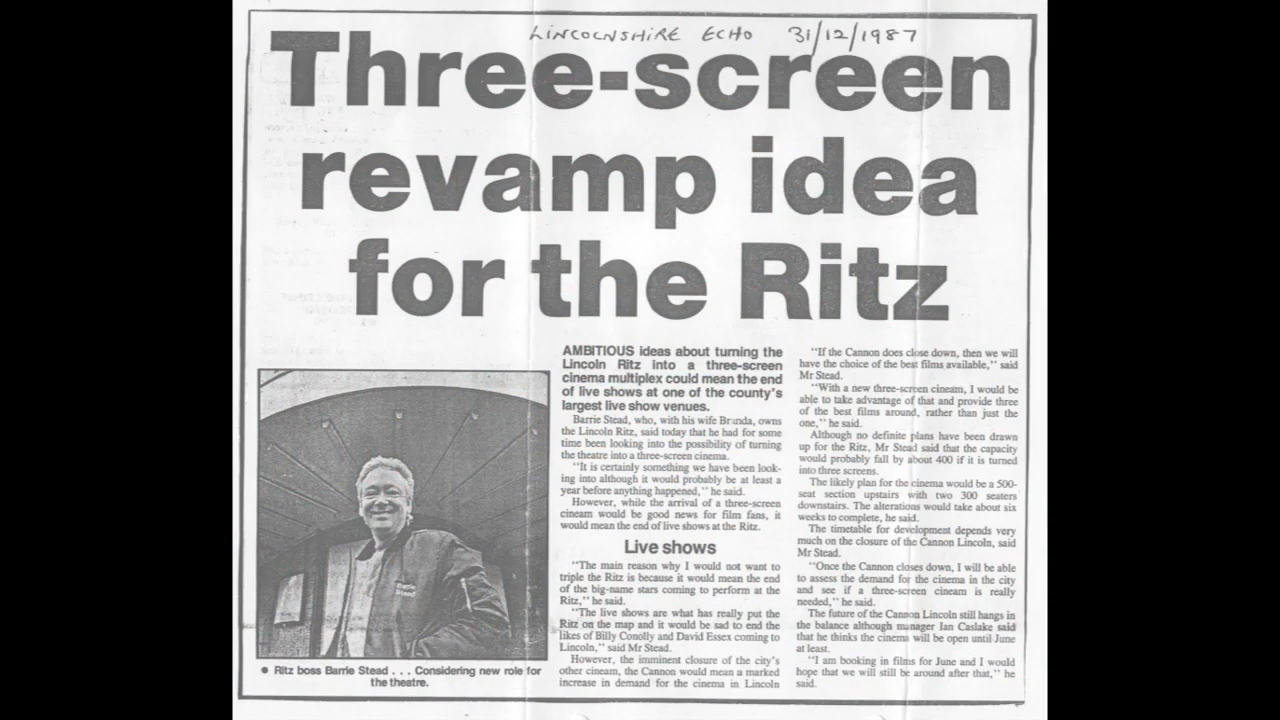 LINCOLNSHIRE ECHO 31/12/1987
Three-screen
revamp idea
for the Ritz
AMBITIOUS ideas about turning the
Lincoln Ritz into a three-screen
cinema multiplex could mean the end
of live shows at one of the county's
largest live show venues.
Barrie Stead, who, with his wife Brenda, owns
the Lincoln Ritz, said today that he had for some
time been looking into the possibility of turning
the theatre into a three-screen cinema.
"It is certainly something we have been look-
ing into although it would probably be at least a
year before anything happened," he said.
However, while the arrival of a three-screen
cineam would be good news for film fans, it
would mean the end of live shows at the Ritz.
Live shows
"The main reason why I would not want to
triple the Ritz is because it would mean the end
of the big-name stars coming to perform at the
Ritz," he said.
"The live shows are what has really put the
Ritz on the map and it would be sad to end the
likes of Billy Conolly and David Essex coming to
Lincoln," said Mr Stead.
However, the imminent closure of the city's
other cineam, the Cannon would mean a marked
increase in demand for the cinema in Lincoln
"If the Cannon does close down, then we will
have the choice of the best films available," said
Mr Stead.
"With a new three-screen cineam, I would be
able to take advantage of that and provide three
of the best films around, rather than just the
one," he said.
Although no definite plans have been drawn
up for the Ritz, Mr Stead said that the capacity
would probably fall by about 400 if it is turned
into three screens.
The likely plan for the cinema would be a 500-
seat section upstairs with two 300 seaters
downstairs. The alterations would take about six
weeks to complete, he said.
The timetable for development depends very
much on the closure of the Cannon Lincoln, said
Mr Stead.
"Once the Cannon closes down, I will be able
to assess the demand for the cinema in the city
and see if a three-screen cineam is really
needed," he said.
The future of the Cannon Lincoln still hangs in
the balance although manager Ian Caslake said
that he thinks the cinema will be open until June
at least.
"I am booking in films for June and I would
hope that we will still be around after that," he
said.
● Ritz boss Barrie Stead . . . Considering new role for
the theatre.